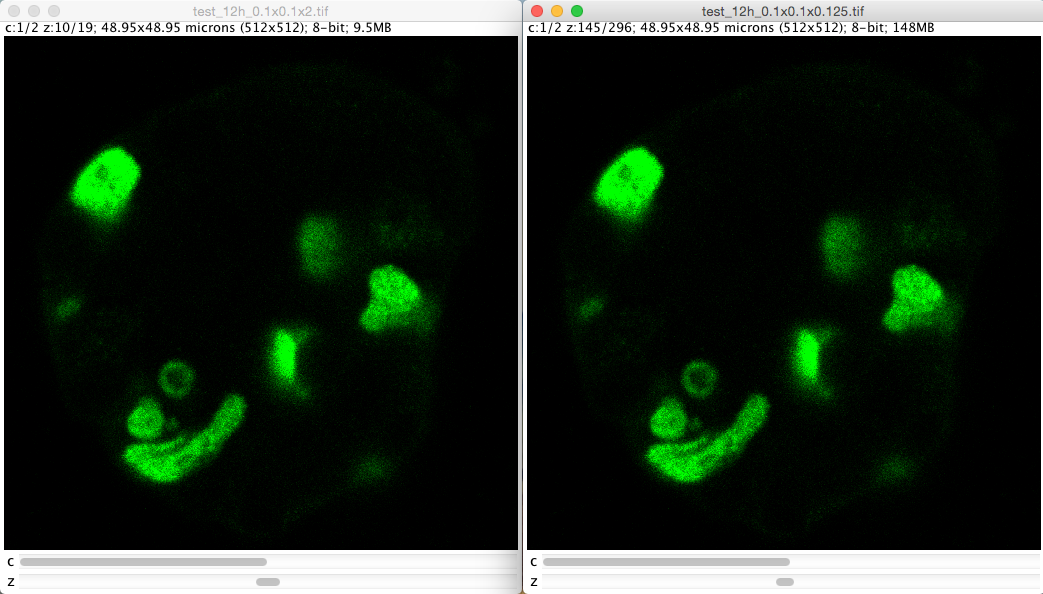 test_12h_0.1x0.1x2.tif
c:1/2 z:10/19; 48.95x48.95 microns (512x512); 8-bit; 9.5MB
c
z
test_12h_0.1x0.1x0.125.tif
c:1/2 z:145/296; 48.95x48.95 microns (512x512); 8-bit; 148MB
c
z